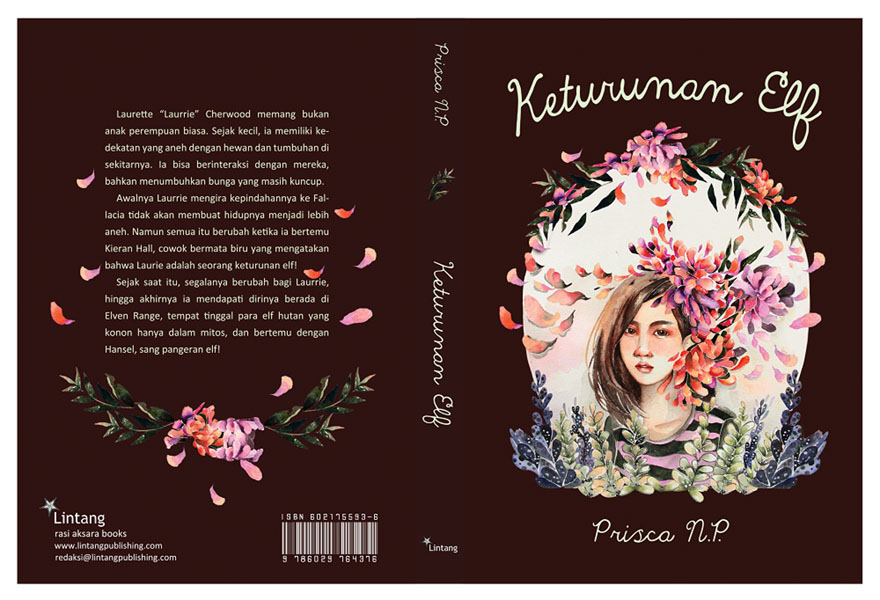 Laurette “Laurrie” Cherwood memang bukan
anak perempuan biasa. Sejak kecil, ia memiliki ke-
dekatan yang aneh dengan hewan dan tumbuhan di
sekitarnya. Ia bisa berinteraksi dengan mereka,
bahkan menumbuhkan bunga yang masih kuncup.
Awalnya Laurrie mengira kepindahannya ke Fal-
lacia tidak akan membuat hidupnya menjadi lebih
aneh. Namun semua itu berubah ketika ia bertemu
Kieran Hall, cowok bermata biru yang mengatakan
bahwa Laurie adalah seorang keturunan elf!
Sejak saat itu, segalanya berubah bagi Laurrie,
hingga akhirnya ia mendapati dirinya berada di
Elven Range, tempat tinggal para elf hutan yang
konon hanya dalam mitos, dan bertemu dengan
Hansel, sang pangeran elf!
Lintang
rasi aksara books
www.lintangpublishing.com
redaksi@lintangpublishing.com
ISBN 602175593-6
9 786029 764376
Prisca N.P.
Keturunan Elf
Lintang
Keturunan Elf
Prisca N.P.